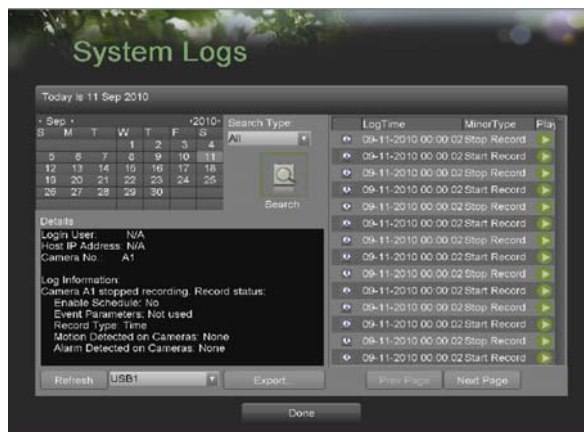 System Logs
Today is 11 Sep 2010
Sep 2010
S M T W T F S
1 2 3 4
5 6 7 8 9 10 11
12 13 14 15 16 17 18
19 20 21 22 23 24 25
26 27 28 29 30
Search Type:
All
Search
Details
Login User: N/A
Host IP Address: N/A
Camera No.: A1
Log Information:
Camera A1 stopped recording. Record status:
Enable Schedule: No
Event Parameters: Not used
Record Type: Time
Motion Detected on Cameras: None
Alarm Detected on Cameras: None
LogTime MinorType Play
09-11-2010 00:00:02 Stop Record
09-11-2010 00:00:02 Start Record
09-11-2010 00:00:02 Stop Record
09-11-2010 00:00:02 Start Record
09-11-2010 00:00:02 Stop Record
09-11-2010 00:00:02 Start Record
09-11-2010 00:00:02 Stop Record
09-11-2010 00:00:02 Start Record
09-11-2010 00:00:02 Stop Record
09-11-2010 00:00:02 Start Record
09-11-2010 00:00:02 Stop Record
09-11-2010 00:00:02 Start Record
09-11-2010 00:00:02 Stop Record
09-11-2010 00:00:02 Start Record
Refresh USB1 Export... Prev Page Next Page
Done